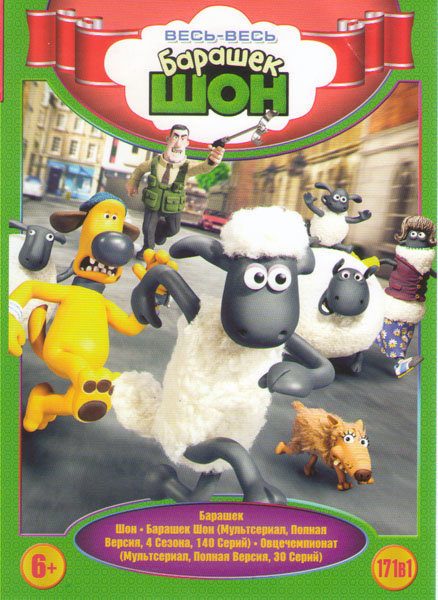 ВЕСЬ-ВЕСЬ
Барашек
ШОН
Барашек
Шон • Барашек Шон (Мультсериал, Полная
Версия, 4 Сезона, 140 Серий) • Овцечемпионат
(Мультсериал, Полная Версия, 30 Серий)
6+
171в1